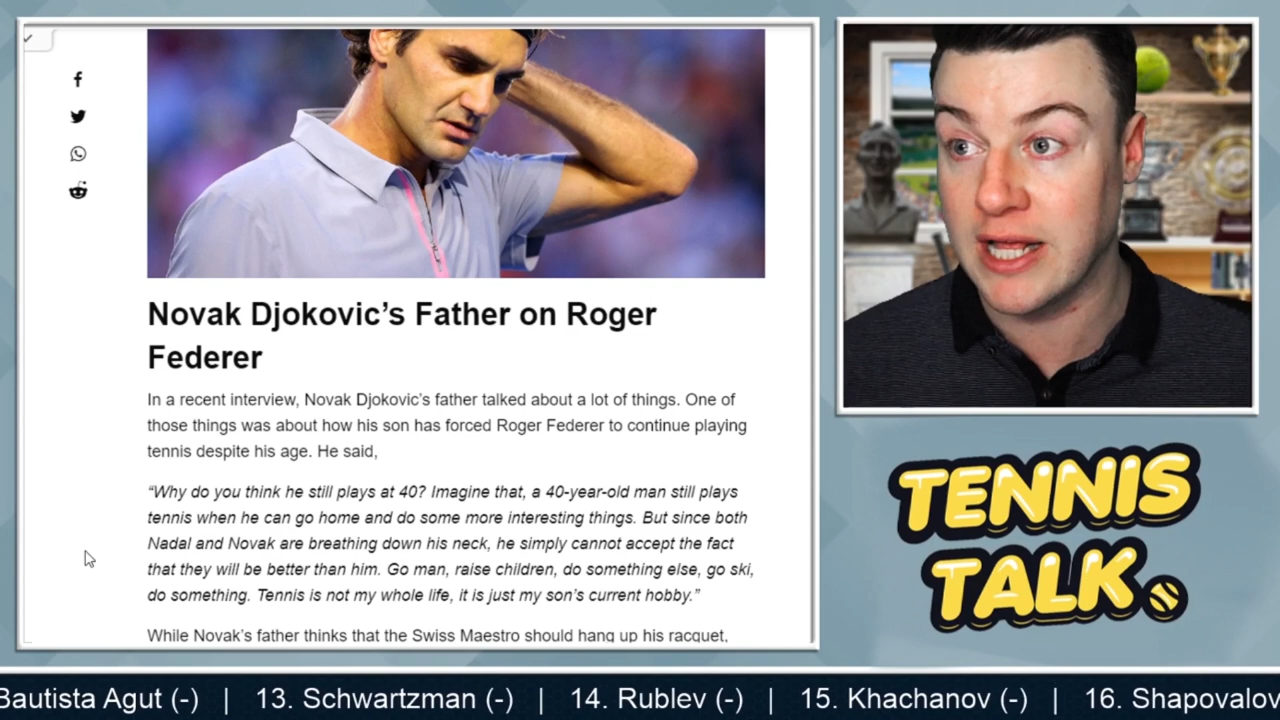 Novak Djokovic’s Father on Roger
Federer
In a recent interview, Novak Djokovic’s father talked about a lot of things. One of
those things was about how his son has forced Roger Federer to continue playing
tennis despite his age. He said,
“Why do you think he still plays at 40? Imagine that, a 40-year-old man still plays
tennis when he can go home and do some more interesting things. But since both
Nadal and Novak are breathing down his neck, he simply cannot accept the fact
that they will be better than him. Go man, raise children, do something else, go ski,
do something. Tennis is not my whole life, it is just my son’s current hobby.”
While Novak’s father thinks that the Swiss Maestro should hang up his racquet,
TENNIS
TALK
Bautista Agut (-) | 13. Schwartzman (-) | 14. Rublev (-) | 15. Khachanov (-) | 16. Shapovalov